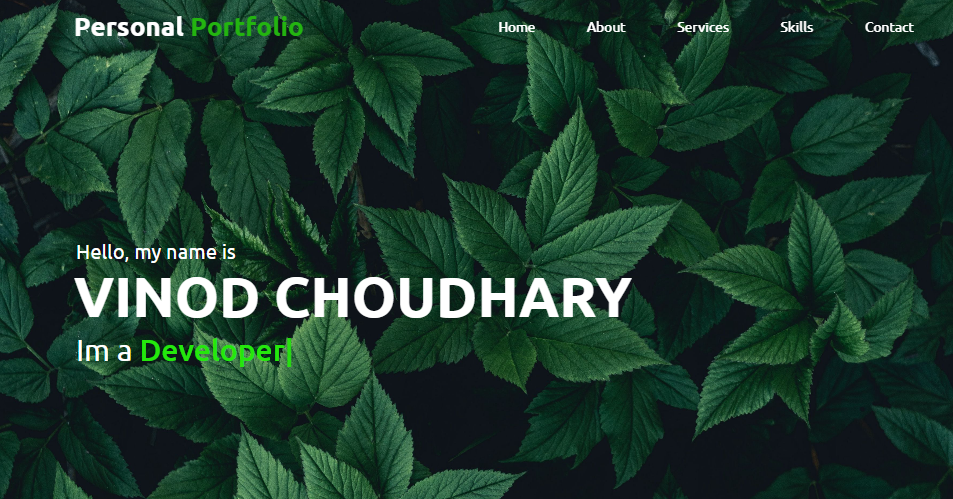 Personal Portfolio
Home About Services Skills Contact
Hello, my name is
VINOD CHOUDHARY
Im a Developer|